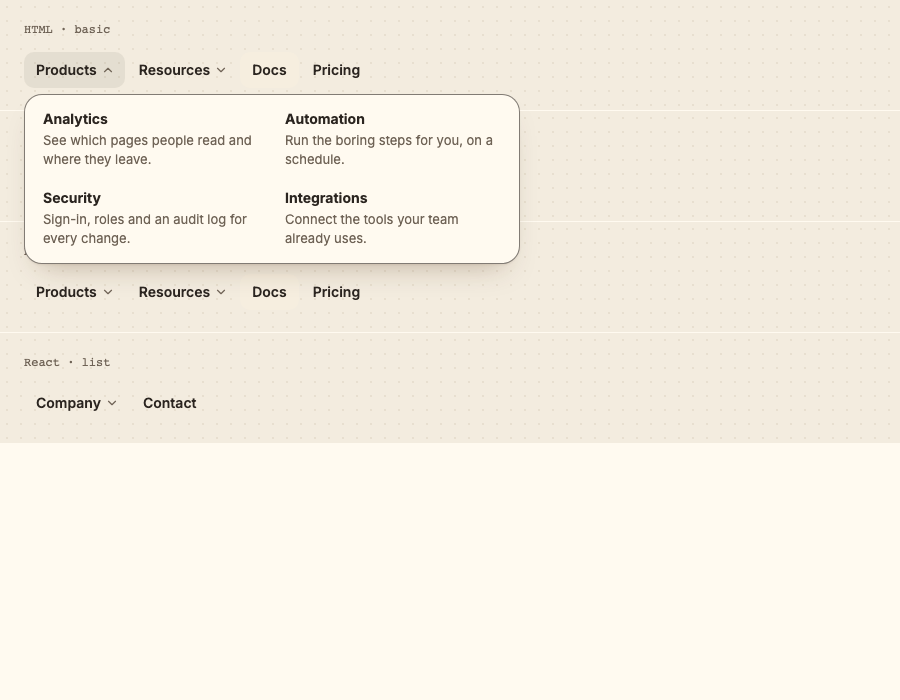 HTML · basic
Products Resources Docs Pricing
Analytics
See which pages people read and
where they leave.
Automation
Run the boring steps for you, on a
schedule.
Security
Sign-in, roles and an audit log for
every change.
Integrations
Connect the tools your team
already uses.
Products Resources Docs Pricing
React · list
Company Contact